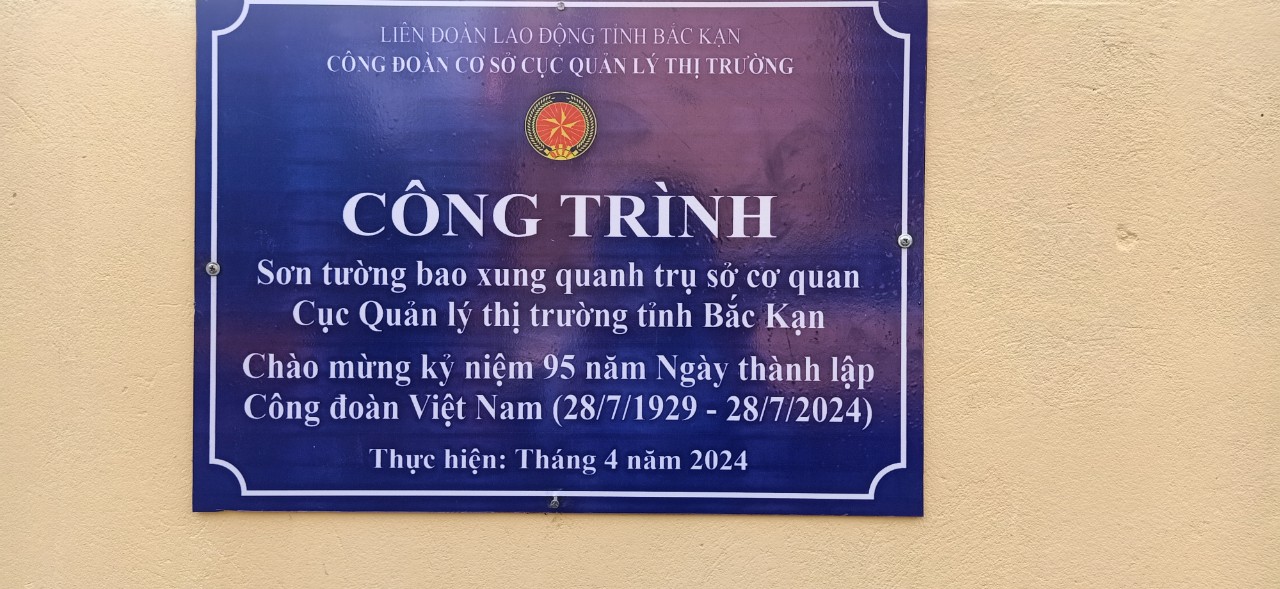 LIÊN ĐOÀN LAO ĐỘNG TỈNH BẮC KẠN
CÔNG ĐOÀN CƠ SỞ CỤC QUẢN LÝ THỊ TRƯỜNG
CÔNG TRÌNH
Sơn tường bao xung quanh trụ sở cơ quan
Cục Quản lý thị trường tỉnh Bắc Kạn
Chào mừng kỷ niệm 95 năm Ngày thành lập
Công đoàn Việt Nam (28/7/1929 - 28/7/2024)
Thực hiện: Tháng 4 năm 2024